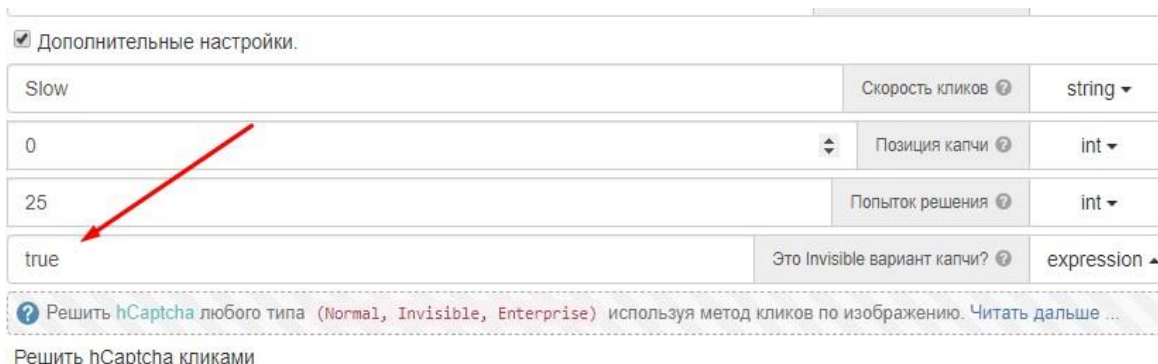 Дополнительные настройки.
Slow Скорость кликов string
0 Позиция капчи int
25 Попыток решения int
true Это Invisible вариант капчи? expression
Решить hCaptcha любого типа (Normal, Invisible, Enterprise) используя метод кликов по изображению. Читать дальше ...
Решить hCaptcha кликами